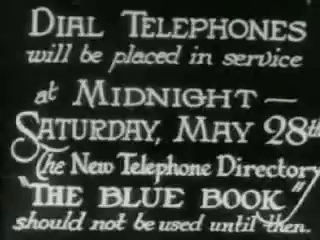 DIAL TELEPHONES
will be placed in service
at MIDNIGHT—
SATURDAY, MAY 28th
The New Telephone Directory
"THE BLUE BOOK"
should not be used until then.